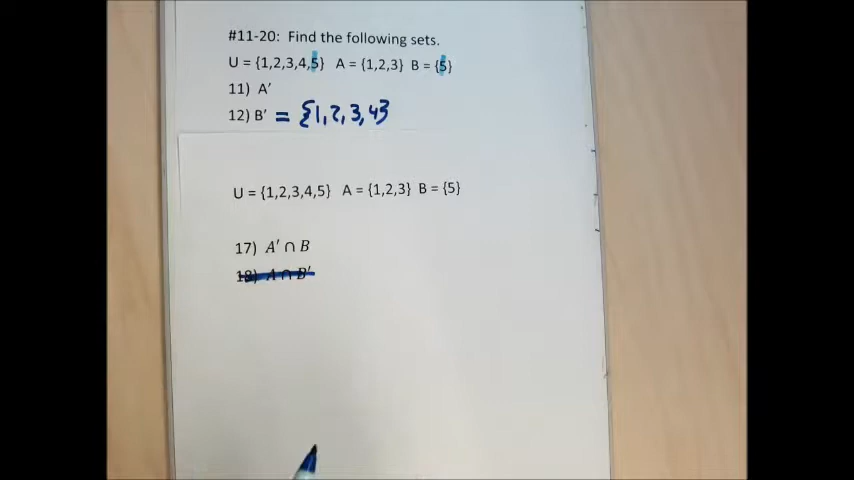 #11-20: Find the following sets.
U = {1,2,3,4,5} A = {1,2,3} B = {5}
11) A′
12) B′ = {1,2,3,4}
U = {1,2,3,4,5} A = {1,2,3} B = {5}
17) A′ ∩ B
18) A ∩ B′